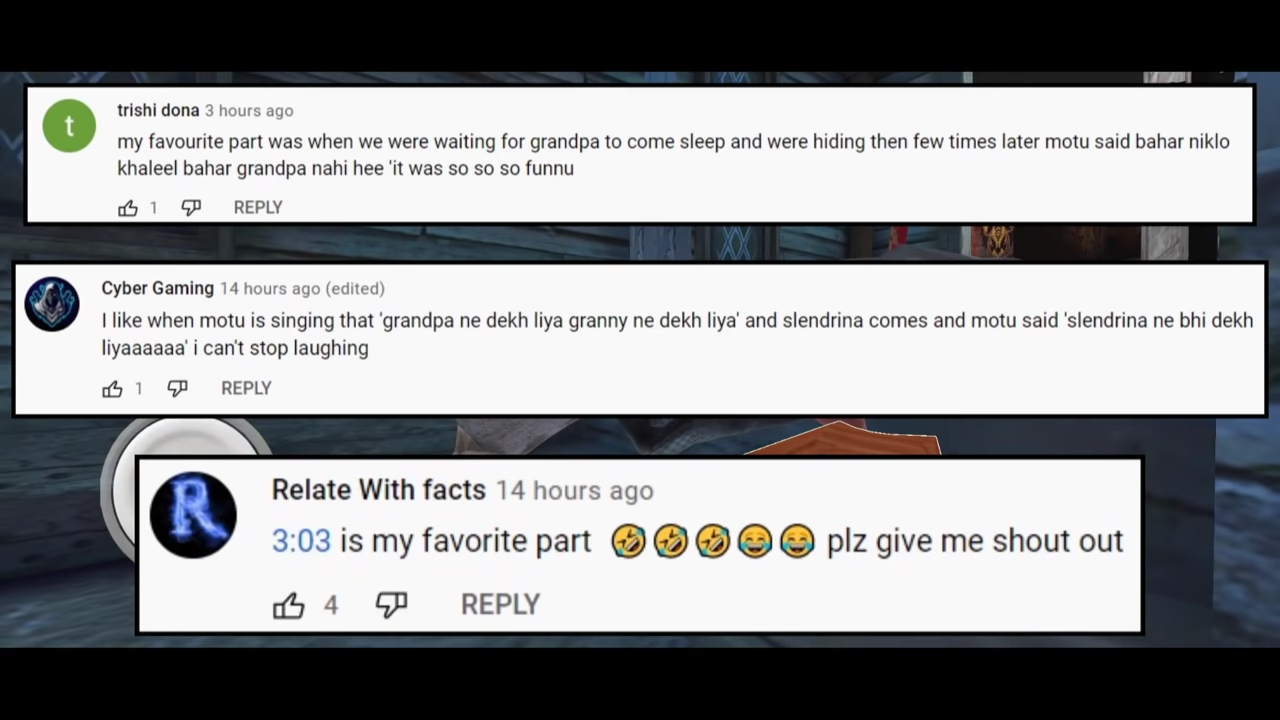 t
trishi dona 3 hours ago
my favourite part was when we were waiting for grandpa to come sleep and were hiding then few times later motu said bahar niklo
khaleel bahar grandpa nahi hee 'it was so so so funnu
1 REPLY
Cyber Gaming 14 hours ago (edited)
I like when motu is singing that 'grandpa ne dekh liya granny ne dekh liya' and slendrina comes and motu said 'slendrina ne bhi dekh
liyaaaaaa' i can't stop laughing
1 REPLY
R
Relate With facts 14 hours ago
3:03 is my favorite part 🤣🤣🤣😂😂 plz give me shout out
4 REPLY